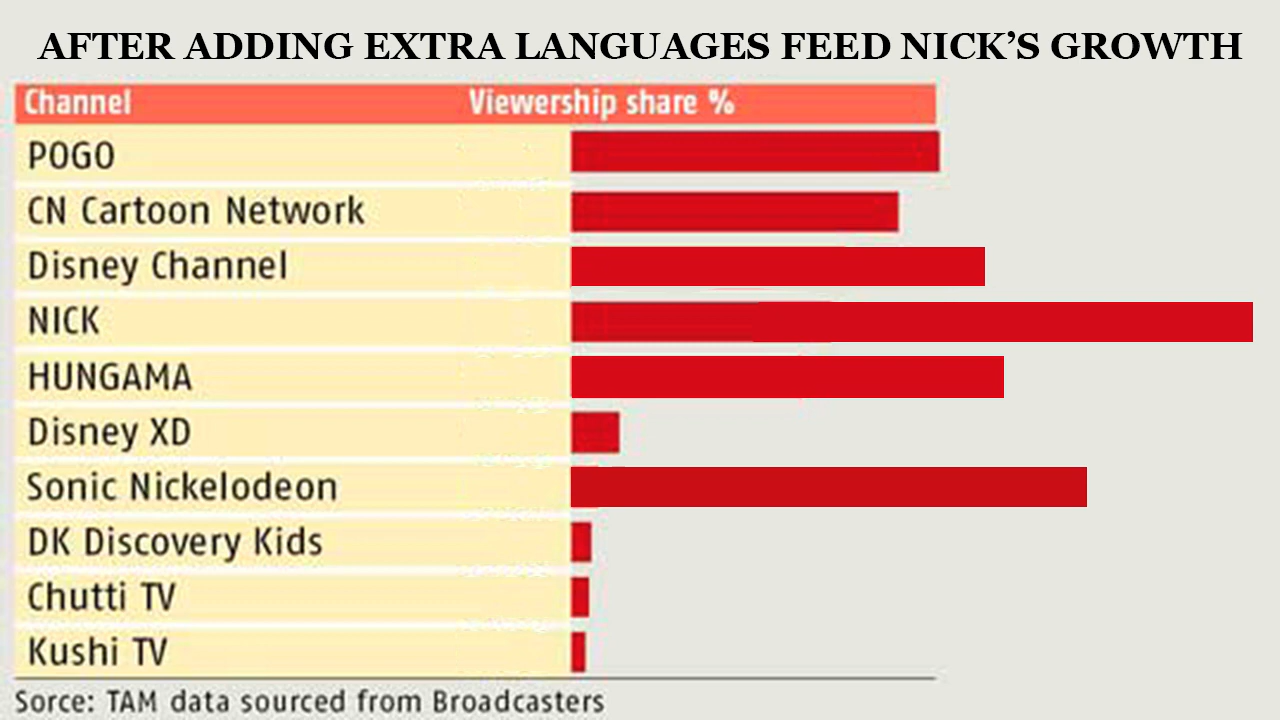 AFTER ADDING EXTRA LANGUAGES FEED NICK’S GROWTH
Channel Viewership share %
POGO
CN Cartoon Network
Disney Channel
NICK
HUNGAMA
Disney XD
Sonic Nickelodeon
DK Discovery Kids
Chutti TV
Kushi TV
Sorce: TAM data sourced from Broadcasters